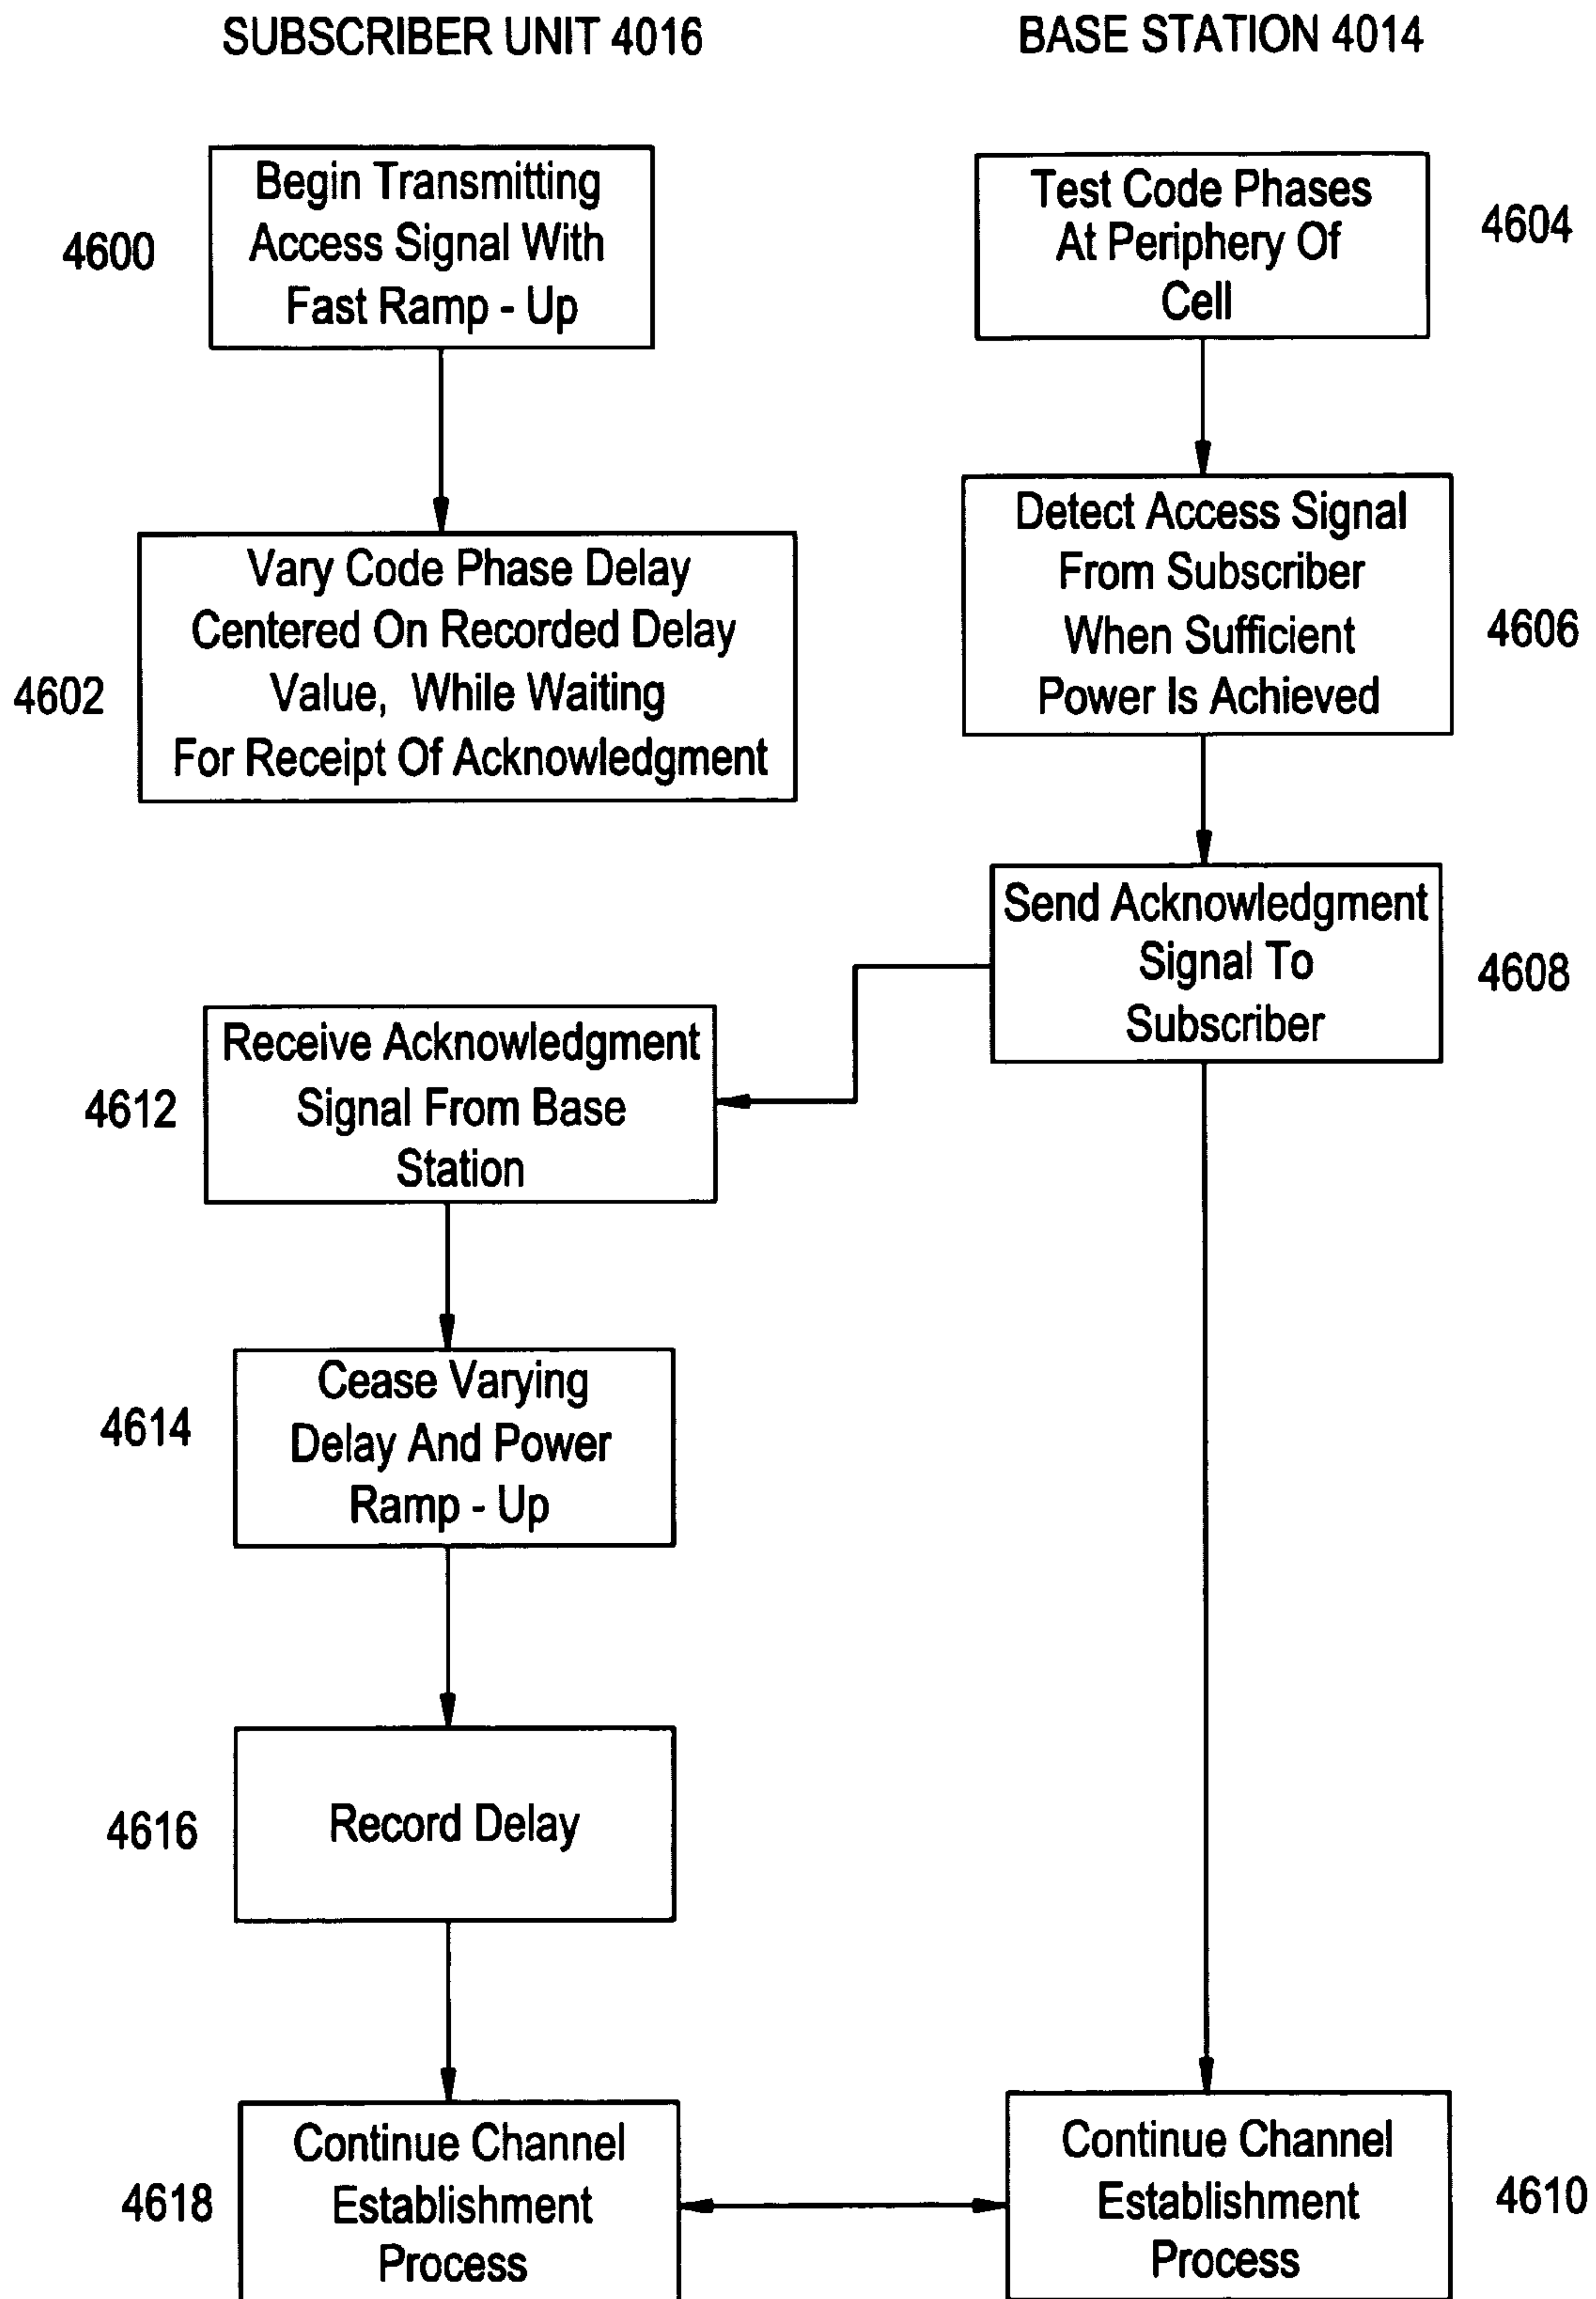 SUBSCRIBER UNIT 4016
BASE STATION 4014
4600
Begin Transmitting
Access Signal With
Fast Ramp - Up
Test Code Phases
At Periphery Of
Cell
4604
4602
Vary Code Phase Delay
Centered On Recorded Delay
Value, While Waiting
For Receipt Of Acknowledgment
Detect Access Signal
From Subscriber
When Sufficient
Power Is Achieved
4606
Send Acknowledgment
Signal To
Subscriber
4608
4612
Receive Acknowledgment
Signal From Base
Station
4614
Cease Varying
Delay And Power
Ramp - Up
4616
Record Delay
4618
Continue Channel
Establishment
Process
Continue Channel
Establishment
Process
4610